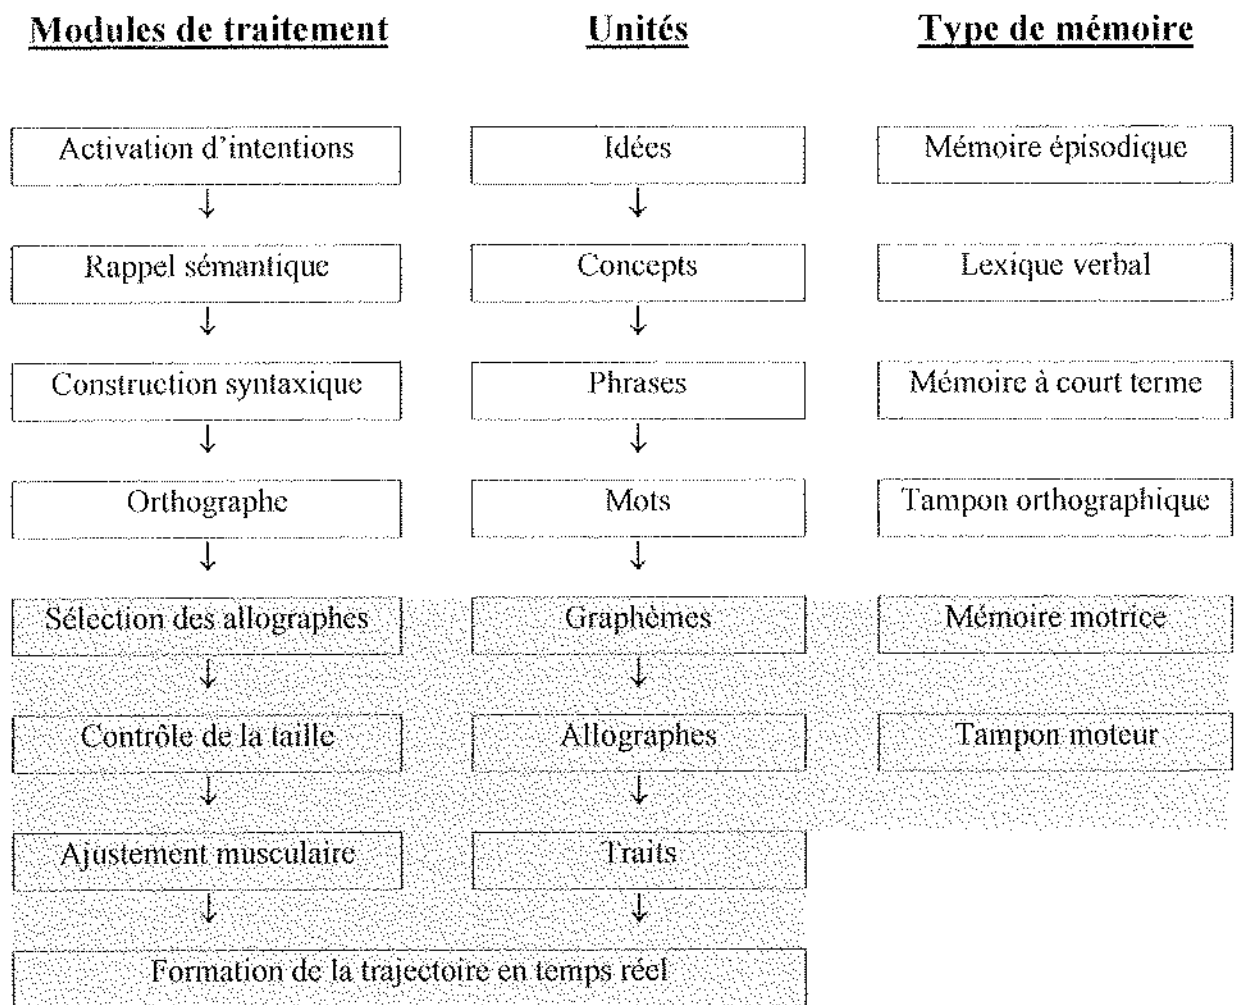 Modules de traitement Unités Type de mémoire
Activation d'intentions Idées Mémoire épisodique
Rappel sémantique Concepts Lexique verbal
Construction syntaxique Phrases Mémoire à court terme
Orthographe Mots Tampon orthographique
Sélection des allographes Graphèmes Mémoire motrice
Contrôle de la taille Allographes Tampon moteur
Ajustement musculaire Traits
Formation de la trajectoire en temps réel